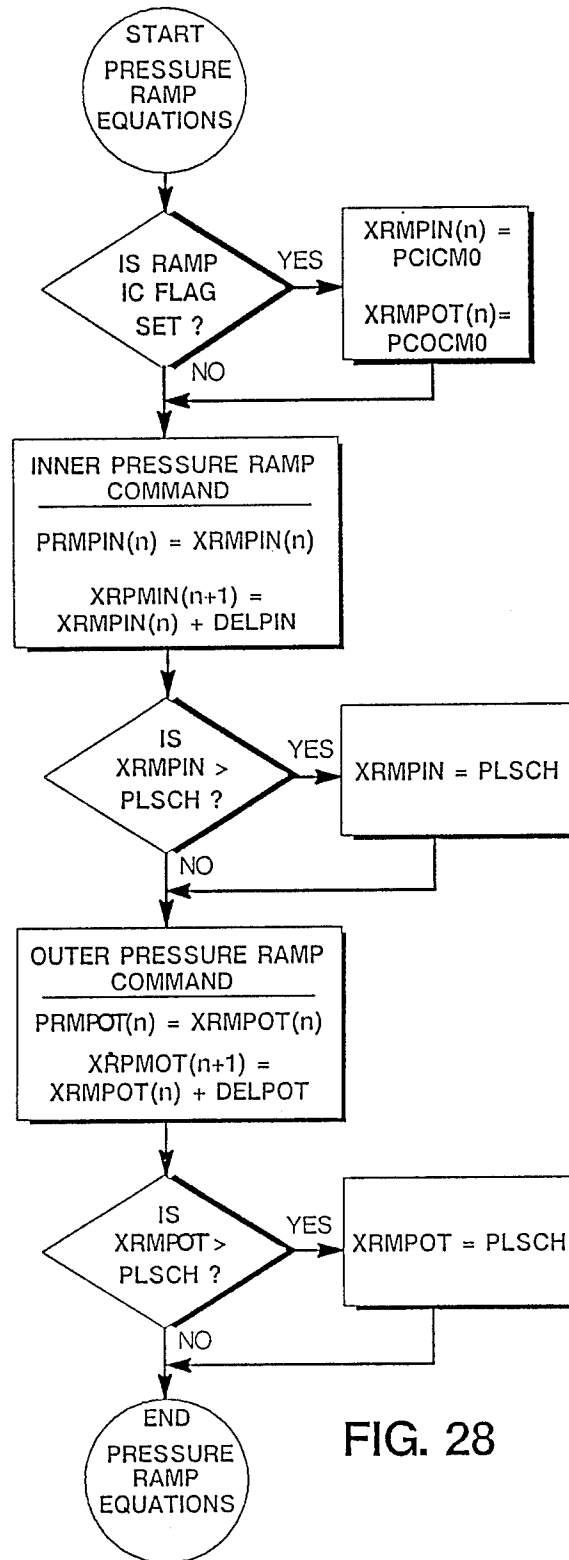 START
PRESSURE
RAMP
EQUATIONS
IS RAMP
IC FLAG
SET ?
YES
XRMPIN(n) =
PCICM0
XRMPOT(n)=
PCOCM0
NO
INNER PRESSURE RAMP
COMMAND
PRMPIN(n) = XRMPIN(n)
XRPMIN(n+1) =
XRMPIN(n) + DELPIN
IS
XRMPIN >
PLSCH ?
YES
XRMPIN = PLSCH
NO
OUTER PRESSURE RAMP
COMMAND
PRMPOT(n) = XRMPOT(n)
XRPMOT(n+1) =
XRMPOT(n) + DELPOT
IS
XRMPOT>
PLSCH ?
YES
XRMPOT = PLSCH
NO
END
PRESSURE
RAMP
EQUATIONS
FIG. 28